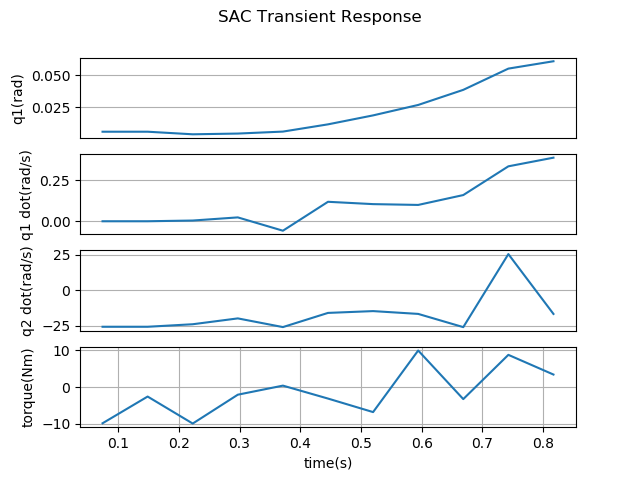 SAC Transient Response
0.050
0.025
q1(rad)
0.25
0.00
q1 dot(rad/s)
25
0
−25
q2 dot(rad/s)
10
0
−10
torque(Nm)
0.1 0.2 0.3 0.4 0.5 0.6 0.7 0.8
time(s)